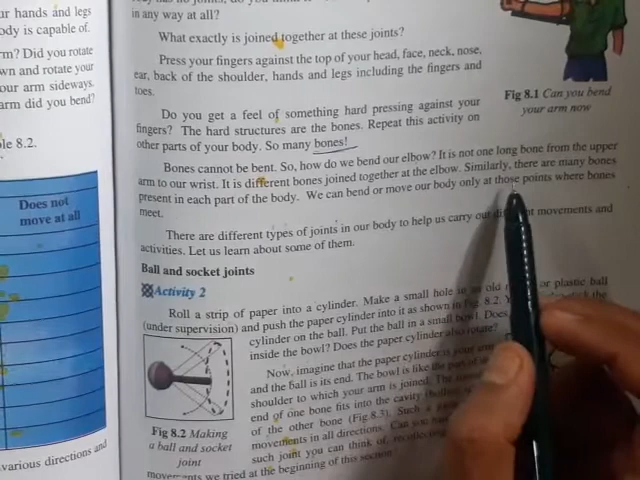 ur hands and legs
ody is capable of.
rm? Did you rotate
wn and rotate your
our arm sideways.
arm did you bend?
le 8.2.
Does not
move at all
various directions and
in any way at all?
What exactly is joined together at these joints?
Press your fingers against the top of your head, face, neck, nose,
ear, back of the shoulder, hands and legs including the fingers and
toes.
Do you get a feel of something hard pressing against your
fingers? The hard structures are the bones. Repeat this activity on
other parts of your body. So many bones!
Fig 8.1 Can you bend
your arm now
Bones cannot be bent. So, how do we bend our elbow? It is not one long bone from the upper
arm to our wrist. It is different bones joined together at the elbow. Similarly, there are many bones
present in each part of the body. We can bend or move our body only at those points where bones
meet.
There are different types of joints in our body to help us carry out movements and
activities. Let us learn about some of them.
Ball and socket joints
Activity 2
Roll a strip of paper into a cylinder. Make a small hole in old or plastic ball
(under supervision) and push the paper cylinder into it as shown in Fig. 8.2. the
cylinder on the ball. Put the ball in a small bowl. Does
inside the bowl? Does the paper cylinder also rotate?
Now, imagine that the paper cylinder is your arm
and the ball is its end. The bowl is like the part of
shoulder to which your arm is joined. The
end of one bone fits into the cavity
of the other bone (Fig 8.3). Such a
movements in all directions. Can
such joint you can think of, recollecting
movements we tried at the beginning of this section
Fig 8.2 Making
a ball and socket
joint